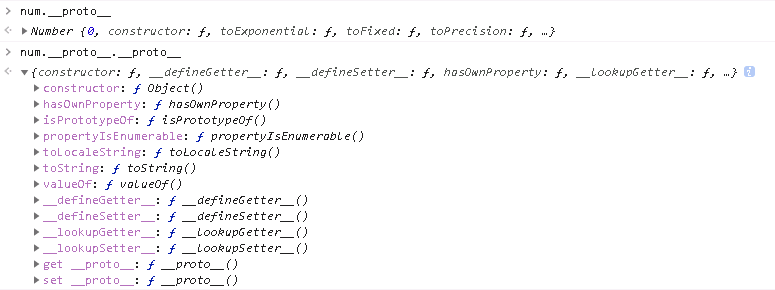 > num.__proto__
<· ▶Number {0, constructor: ƒ, toExponential: ƒ, toFixed: ƒ, toPrecision: ƒ, …}
> num.__proto__.__proto__
<· ▼{constructor: ƒ, __defineGetter__: ƒ, __defineSetter__: ƒ, hasOwnProperty: ƒ, __lookupGetter__: ƒ, …} i
▶constructor: ƒ Object()
▶hasOwnProperty: ƒ hasOwnProperty()
▶isPrototypeOf: ƒ isPrototypeOf()
▶propertyIsEnumerable: ƒ propertyIsEnumerable()
▶toLocaleString: ƒ toLocaleString()
▶toString: ƒ toString()
▶valueOf: ƒ valueOf()
▶__defineGetter__: ƒ __defineGetter__()
▶__defineSetter__: ƒ __defineSetter__()
▶__lookupGetter__: ƒ __lookupGetter__()
▶__lookupSetter__: ƒ __lookupSetter__()
▶get __proto__: ƒ __proto__()
▶set __proto__: ƒ __proto__()